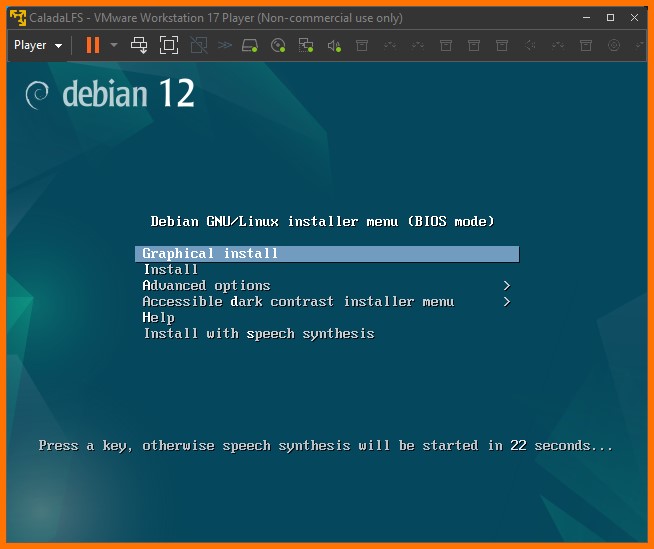 CaladaLFS - VMware Workstation 17 Player (Non-commercial use only)
Player
debian 12
Debian GNU/Linux installer menu (BIOS mode)
Graphical install
Install
Advanced options >
Accessible dark contrast installer menu >
Help
Install with speech synthesis
Press a key, otherwise speech synthesis will be started in 22 seconds...